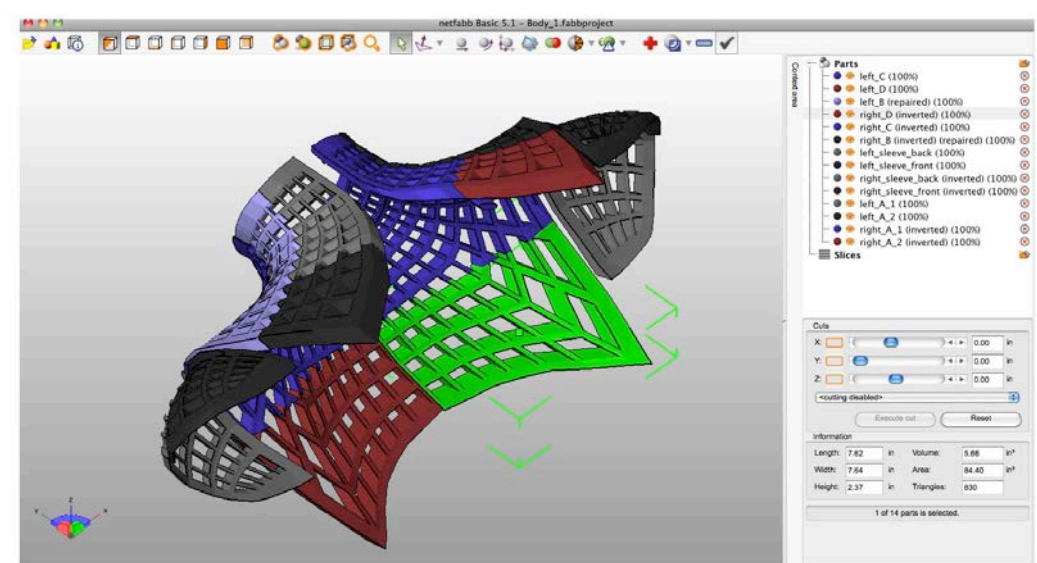 netfabb Basic 5.1 - Body_1.fabbproject
Context area
Parts
left_C (100%)
left_D (100%)
left_B (repaired) (100%)
right_D (inverted) (100%)
right_C (inverted) (100%)
right_B (inverted) (repaired) (100%)
left_sleeve_back (100%)
left_sleeve_front (100%)
right_sleeve_back (inverted) (100%)
right_sleeve_front (inverted) (100%)
left_A_1 (100%)
left_A_2 (100%)
right_A_1 (inverted) (100%)
right_A_2 (inverted) (100%)
Slices
Cuts
X: 0.00 in
Y: 0.00 in
Z: 0.00 in
<cutting disabled>
Execute cut Reset
Information
Length: 7.62 in Volume: 5.66 in³
Width: 7.64 in Area: 84.40 in²
Height: 2.37 in Triangles: 830
1 of 14 parts is selected.
Z
Y
X